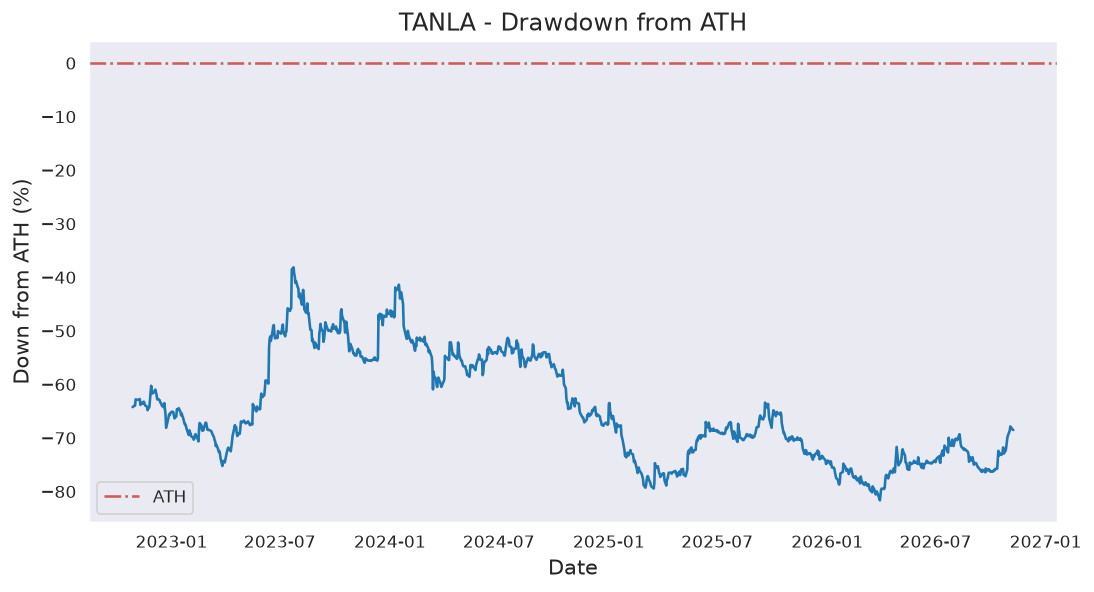 TANLA - Drawdown from ATH
Down from ATH (%)
0
−10
−20
−30
−40
−50
−60
−70
−80
ATH
2023-01 2023-07 2024-01 2024-07 2025-01 2025-07 2026-01 2026-07 2027-01
Date